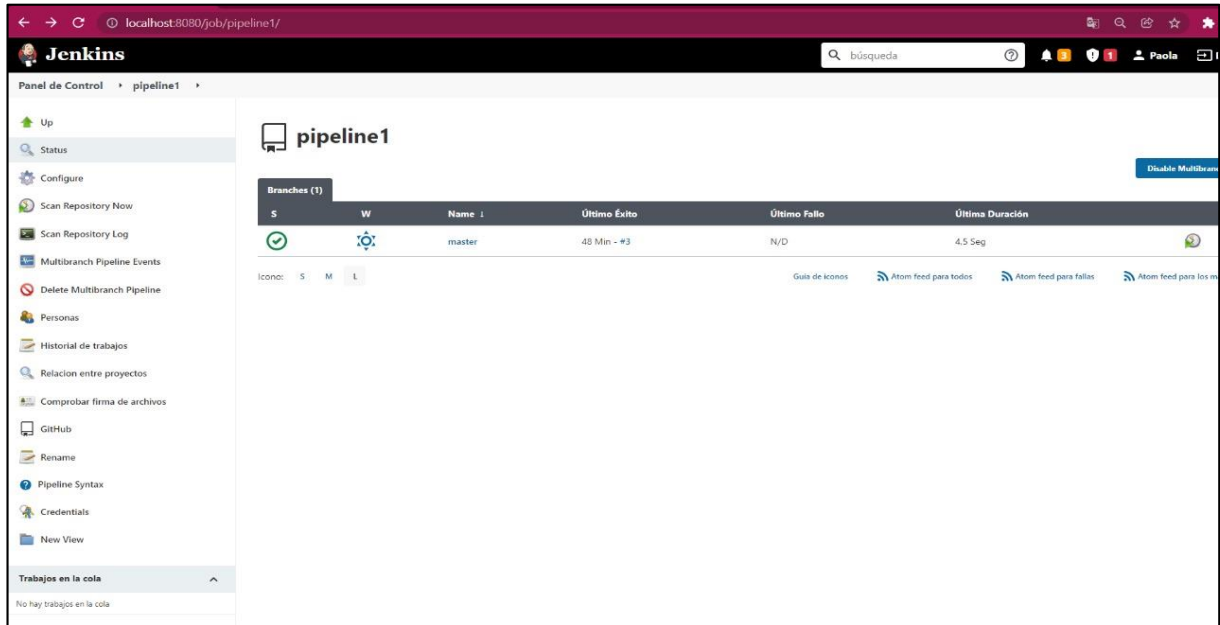 localhost:8080/job/pipeline1/
Jenkins
búsqueda
3
1
Paola
Panel de Control
pipeline1
Up
Status
Configure
Scan Repository Now
Scan Repository Log
Multibranch Pipeline Events
Delete Multibranch Pipeline
Personas
Historial de trabajos
Relacion entre proyectos
Comprobar firma de archivos
GitHub
Rename
Pipeline Syntax
Credentials
New View
Trabajos en la cola
No hay trabajos en la cola
pipeline1
Disable
Branches (1)
S W Name ↓ Último Éxito Último Fallo Última Duración
master 48 Min - #3 N/D 4.5 Seg
Icono: S M L
Guía de iconos
Atom feed para todos
Atom feed para fallas
Atom feed para los